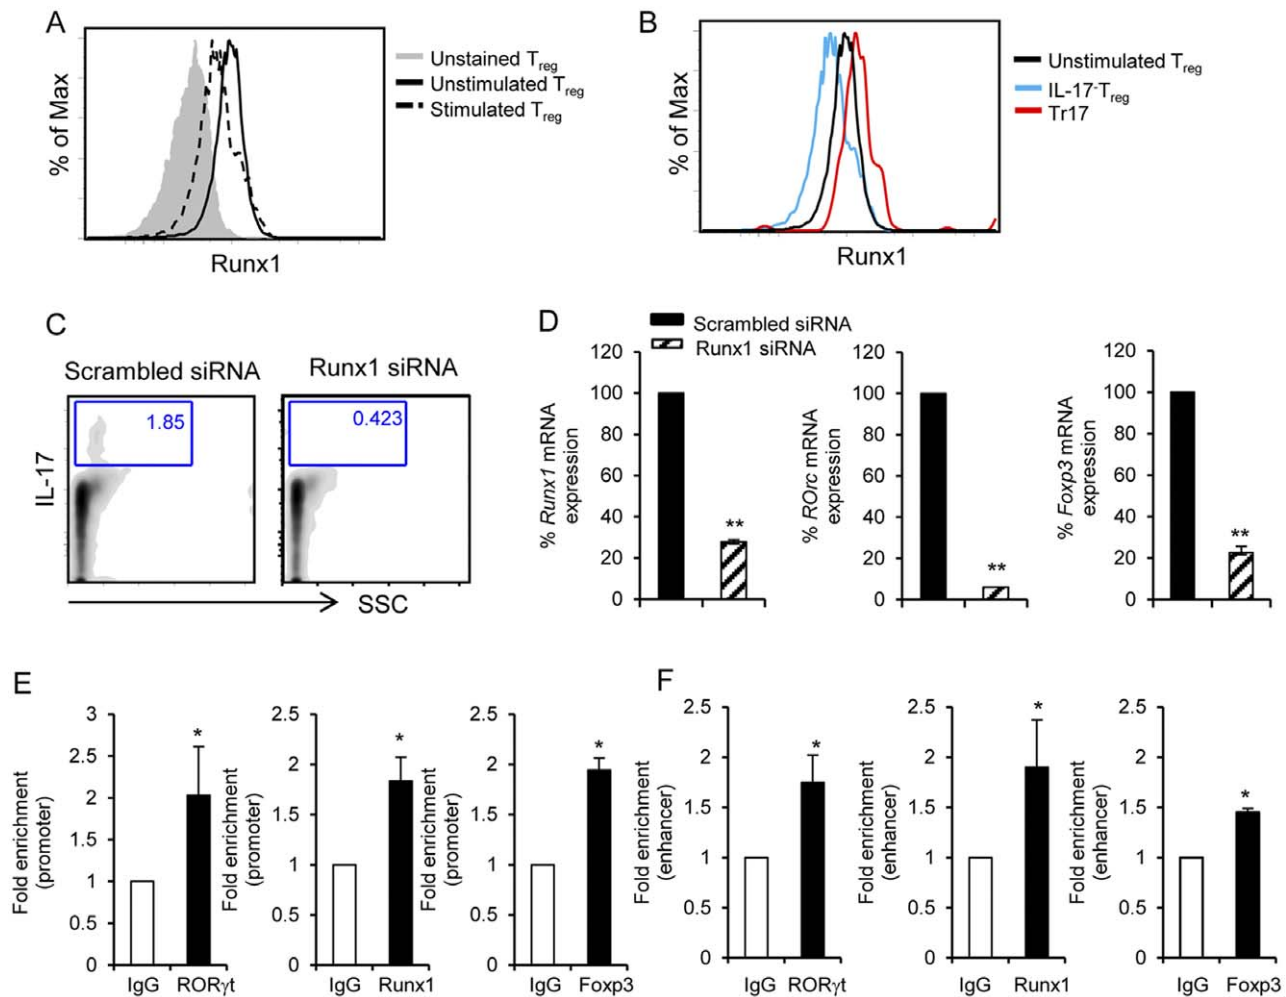 A
% of Max
Runx1
Unstained Treg
Unstimulated Treg
Stimulated Treg
B
% of Max
Runx1
Unstimulated Treg
IL-17-Treg
Tr17
C
Scrambled siRNA
Runx1 siRNA
1.85
0.423
IL-17
SSC
D
Scrambled siRNA
Runx1 siRNA
% Runx1 mRNA
expression
120
100
80
60
40
20
0
**
% ROrc mRNA
expression
120
100
80
60
40
20
0
**
% Foxp3 mRNA
expression
120
100
80
60
40
20
0
**
E
Fold enrichment
(promoter)
3
2.5
2
1.5
1
0.5
0
*
IgG RORγt
Fold enrichment
(promoter)
2.5
2
1.5
1
0.5
0
*
IgG Runx1
Fold enrichment
(promoter)
2.5
2
1.5
1
0.5
0
*
IgG Foxp3
F
Fold enrichment
(enhancer)
2.5
2
1.5
1
0.5
0
*
IgG RORγt
Fold enrichment
(enhancer)
2.5
2
1.5
1
0.5
0
*
IgG Runx1
Fold enrichment
(enhancer)
2.5
2
1.5
1
0.5
0
*
IgG Foxp3